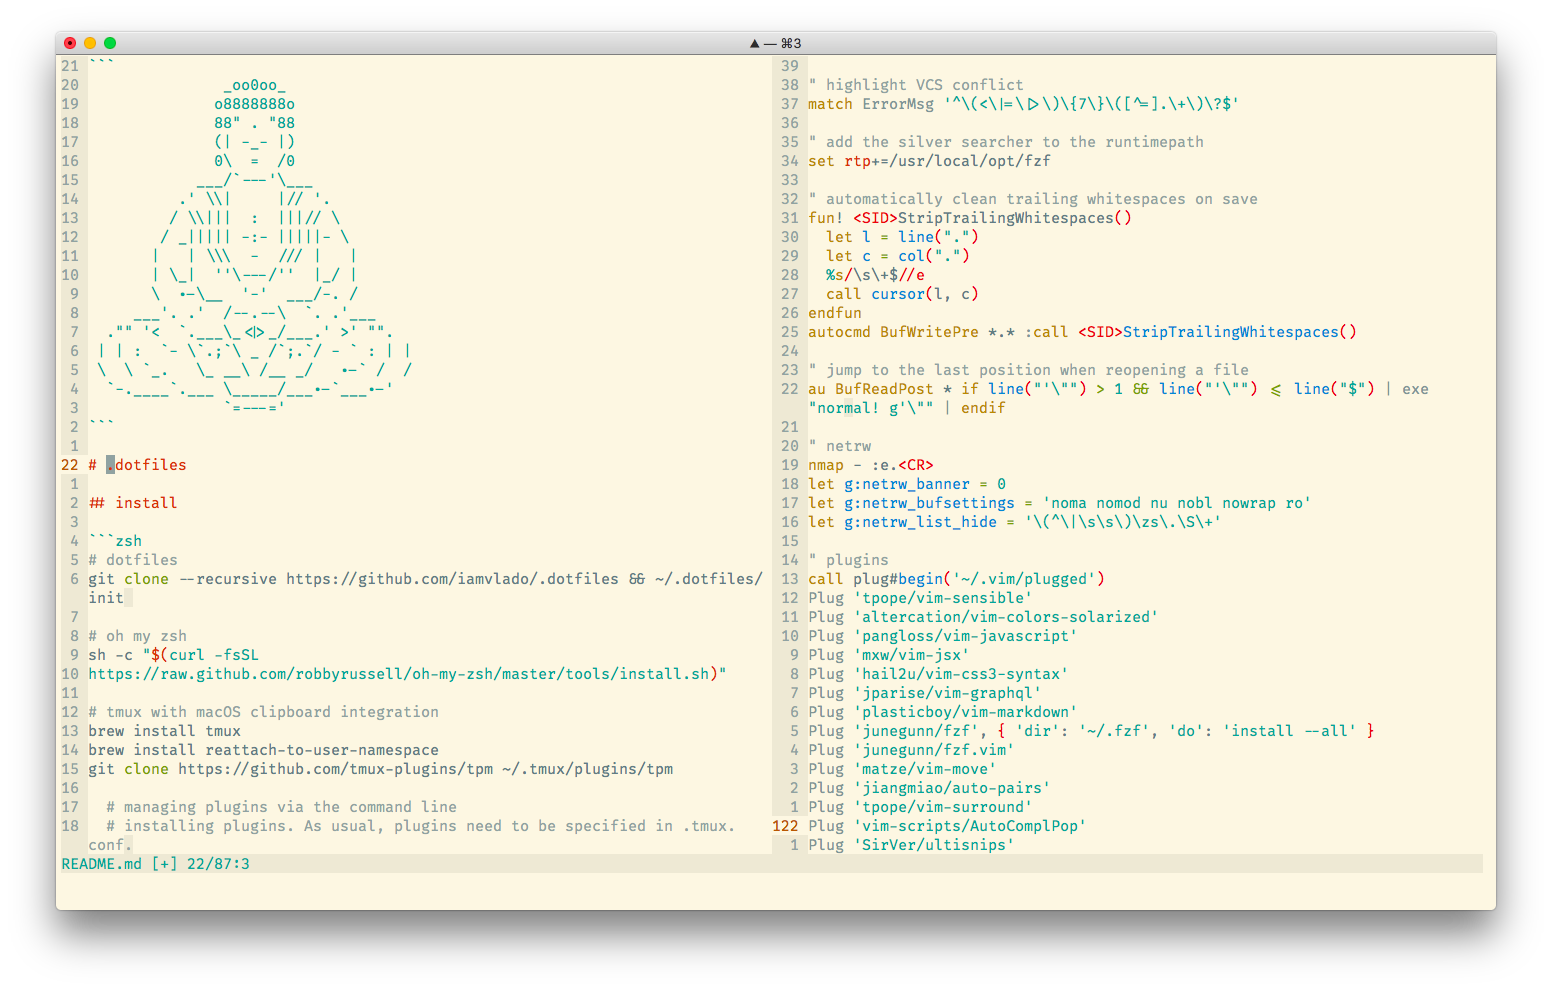 ▲ — ⌘3
21 ```
20                _oo0oo_
19               o8888888o
18               88" . "88
17               (| -_- |)
16               0\  =  /0
15             ___/`---'\___
14           .' \\|     |// '.
13          / \\|||  :  |||// \
12         / _||||| -:- |||||- \
11        |   | \\\  -  /// |   |
10        | \_|  ''\---/''  |_/ |
 9        \  .-\__  '-'  ___/-. /
 8      ___'. .'  /--.--\  `. .'___
 7   ."" '<  `.___\_<|>_/___.' >' "".
 6  | | :  `- \`.;`\ _ /`;.`/ - ` : | |
 5  \  \ `_.   \_ __\ /__ _/   .-` /  /
 4   `-.____`.___ \_____/___.-`___.-'
 3                `=---='
 2 ```
 1
22 # .dotfiles
 1
 2 ## install
 3
 4 ```zsh
 5 # dotfiles
 6 git clone --recursive https://github.com/iamvlado/.dotfiles && ~/.dotfiles/
   init
 7
 8 # oh my zsh
 9 sh -c "$(curl -fsSL
10 https://raw.github.com/robbyrussell/oh-my-zsh/master/tools/install.sh)"
11
12 # tmux with macOS clipboard integration
13 brew install tmux
14 brew install reattach-to-user-namespace
15 git clone https://github.com/tmux-plugins/tpm ~/.tmux/plugins/tpm
16
17   # managing plugins via the command line
18   # installing plugins. As usual, plugins need to be specified in .tmux.
   conf.
39
38 " highlight VCS conflict
37 match ErrorMsg '^\(<\|=\|>\)\{7\}\([^=].\+\)\?$'
36
35 " add the silver searcher to the runtimepath
34 set rtp+=/usr/local/opt/fzf
33
32 " automatically clean trailing whitespaces on save
31 fun! <SID>StripTrailingWhitespaces()
30   let l = line(".")
29   let c = col(".")
28   %s/\s\+$//e
27   call cursor(l, c)
26 endfun
25 autocmd BufWritePre *.* :call <SID>StripTrailingWhitespaces()
24
23 " jump to the last position when reopening a file
22 au BufReadPost * if line("'\"") > 1 && line("'\"") <= line("$") | exe
   "normal! g'\"" | endif
21
20 " netrw
19 nmap - :e.<CR>
18 let g:netrw_banner = 0
17 let g:netrw_bufsettings = 'noma nomod nu nobl nowrap ro'
16 let g:netrw_list_hide = '\(^\|\s\s\)\zs\.\S\+'
15
14 " plugins
13 call plug#begin('~/.vim/plugged')
12 Plug 'tpope/vim-sensible'
11 Plug 'altercation/vim-colors-solarized'
10 Plug 'pangloss/vim-javascript'
 9 Plug 'mxw/vim-jsx'
 8 Plug 'hail2u/vim-css3-syntax'
 7 Plug 'jparise/vim-graphql'
 6 Plug 'plasticboy/vim-markdown'
 5 Plug 'junegunn/fzf', { 'dir': '~/.fzf', 'do': 'install --all' }
 4 Plug 'junegunn/fzf.vim'
 3 Plug 'matze/vim-move'
 2 Plug 'jiangmiao/auto-pairs'
 1 Plug 'tpope/vim-surround'
122 Plug 'vim-scripts/AutoComplPop'
 1 Plug 'SirVer/ultisnips'
README.md [+] 22/87:3